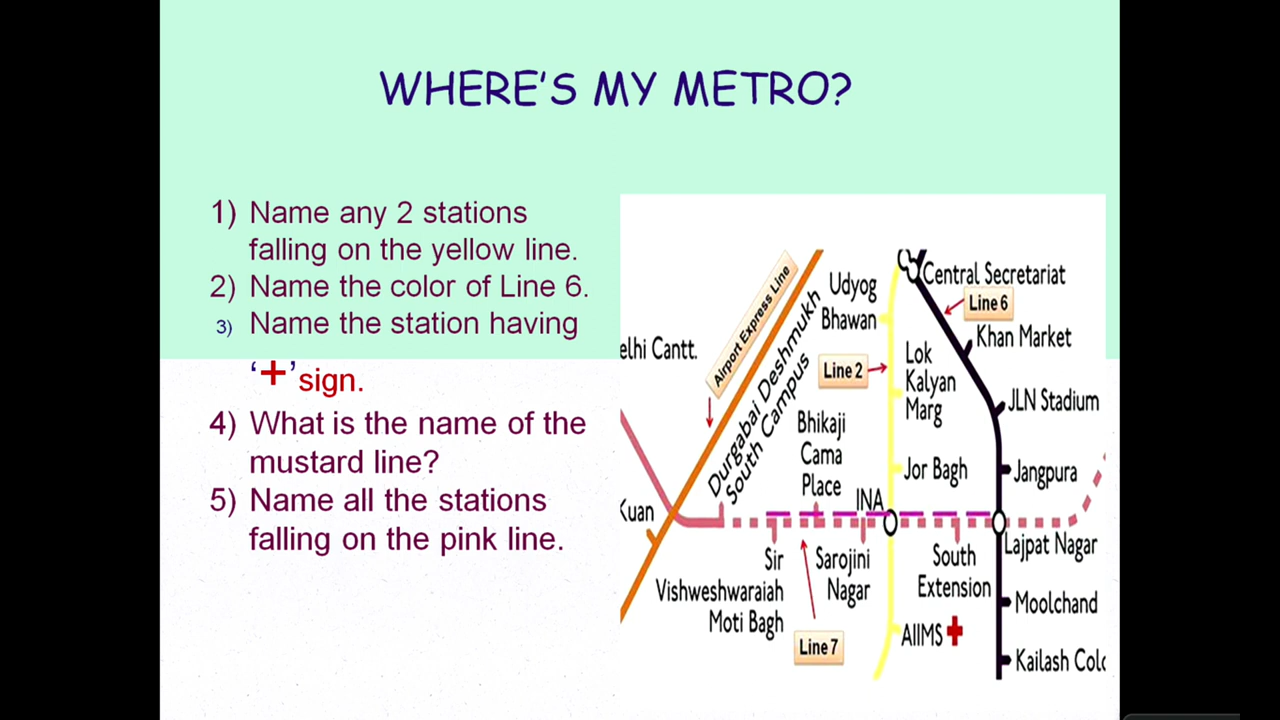 WHERE'S MY METRO?
1) Name any 2 stations
falling on the yellow line.
2) Name the color of Line 6.
3) Name the station having
‘+’sign.
4) What is the name of the
mustard line?
5) Name all the stations
falling on the pink line.
elhi Cantt.
Kuan
Airport Express Line
Durgabai Deshmukh
South Campus
Udyog
Bhawan
Line 2
Central Secretariat
Line 6
Khan Market
Lok
Kalyan
Marg
JLN Stadium
Bhikaji
Cama
Place
Jor Bagh
Jangpura
INA
Sir
Vishweshwaraiah
Moti Bagh
Sarojini
Nagar
South
Extension
Lajpat Nagar
Line 7
AIIMS
Moolchand
Kailash Colo